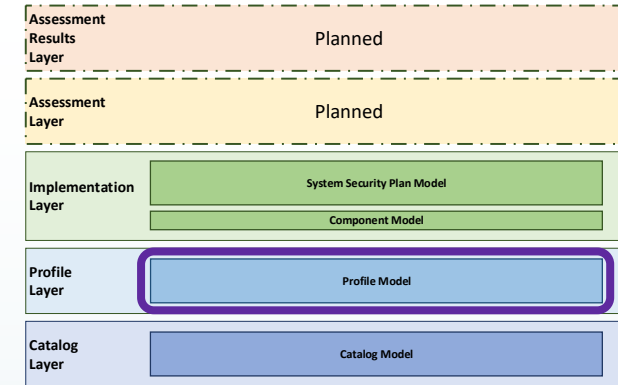 Assessment
Results
Layer
Planned
Assessment
Layer
Planned
Implementation
Layer
System Security Plan Model
Component Model
Profile
Layer
Profile Model
Catalog
Layer
Catalog Model